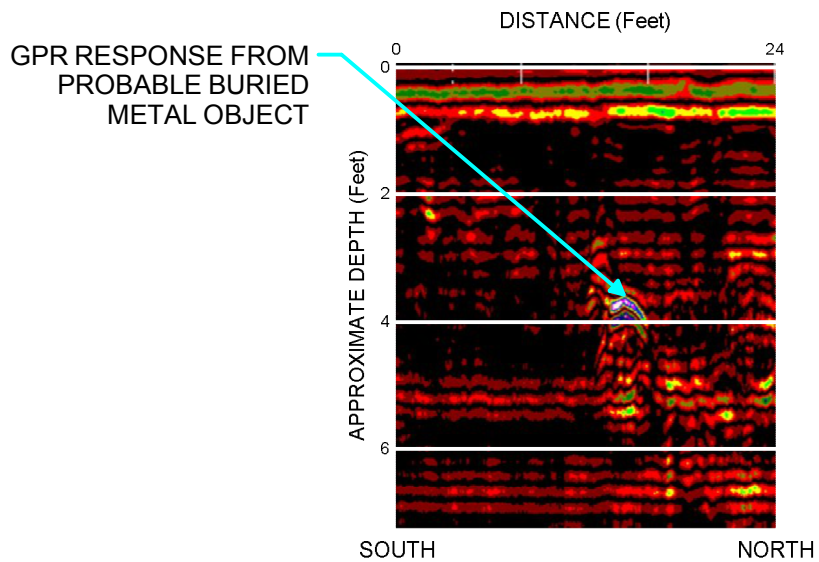 DISTANCE (Feet)
0 24
GPR RESPONSE FROM
PROBABLE BURIED
METAL OBJECT
0
2
4
6
APPROXIMATE DEPTH (Feet)
SOUTH NORTH